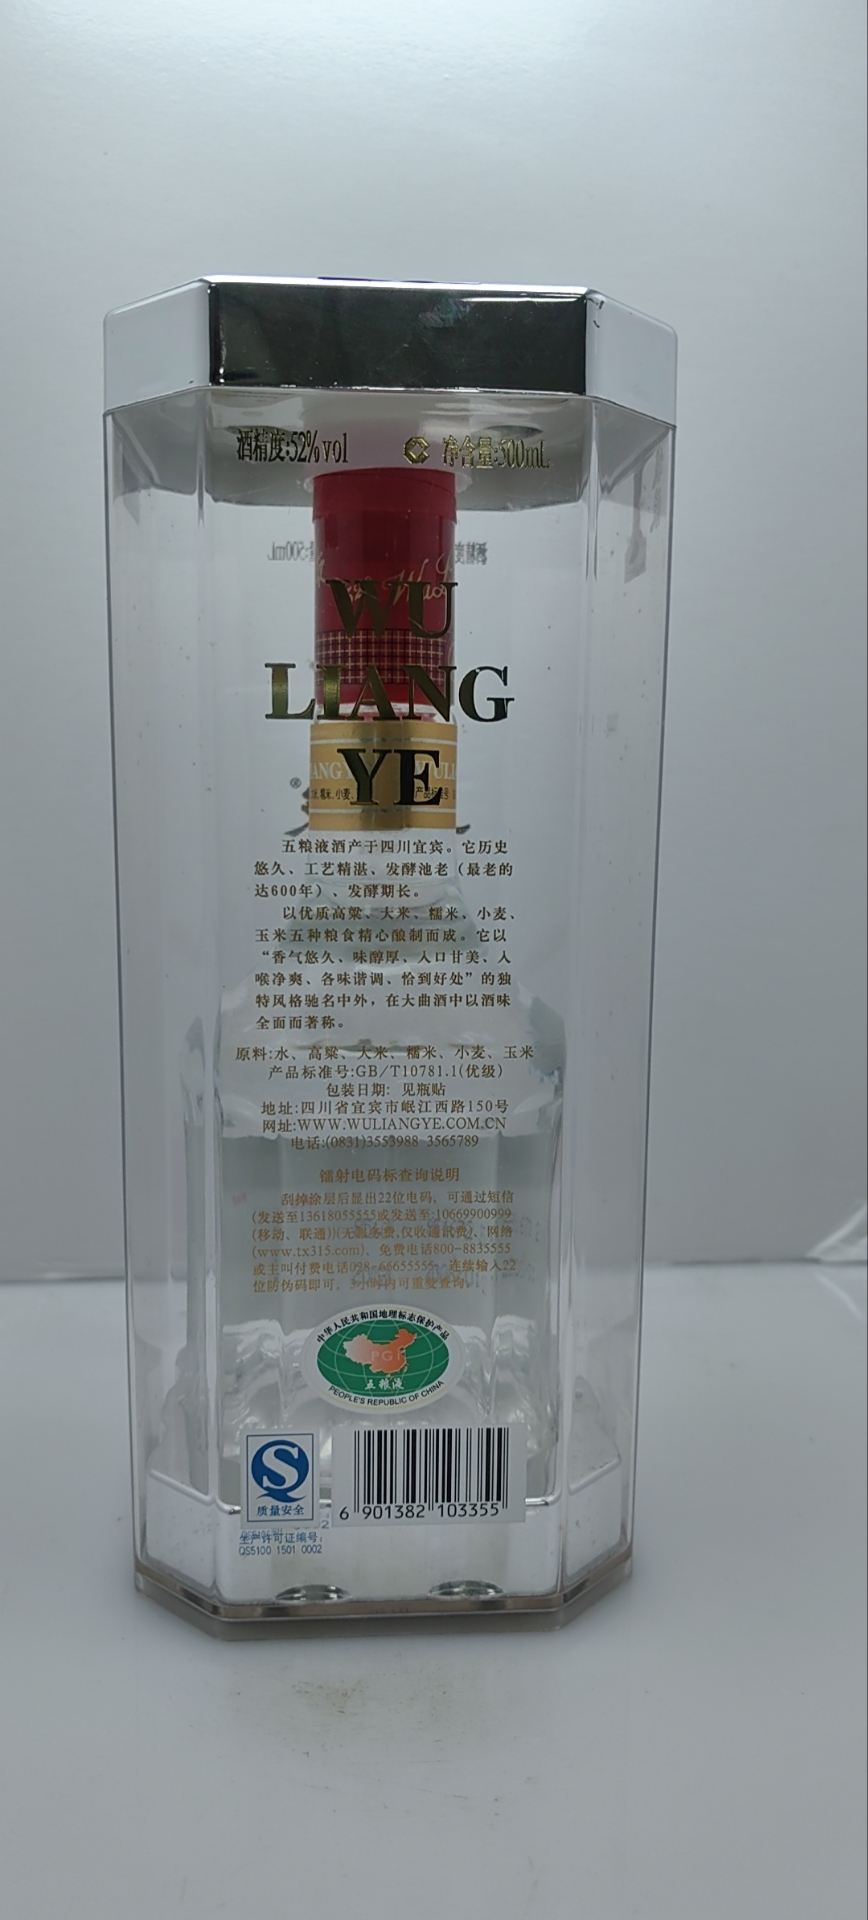 酒精度:52%vol 净含量:500mL
WU
LIANG
YE
五粮液酒产于四川宜宾。它历史
悠久、工艺精湛、发酵池老（最老的
达600年）、发酵期长。
以优质高粱、大米、糯米、小麦、
玉米五种粮食精心酿制而成。它以
“香气悠久、味醇厚、入口甘美、入
喉净爽、各味谐调、恰到好处”的独
特风格驰名中外，在大曲酒中以酒味
全面而著称。
原料:水、高粱、大米、糯米、小麦、玉米
产品标准号:GB/T10781.1(优级)
包装日期: 见瓶贴
地址:四川省宜宾市岷江西路150号
网址:WWW.WULIANGYE.COM.CN
电话:(0831)3553988 3565789
镭射电码标查询说明
刮掉涂层后显出22位电码，可通过短信
(发送至13618055555或发送至:10669900999
(移动、联通))(无服务费,仅收通讯费)、网络
(www.tx315.com)、免费电话800-8835555
或主叫付费电话028-66655555，连续输入22
位防伪码即可。3小时内可重复查询。
中华人民共和国地理标志保护产品
PGI
五粮液
PEOPLE'S REPUBLIC OF CHINA
质量安全
6 901382 103355
生产许可证编号:
QS5100 1501 0002